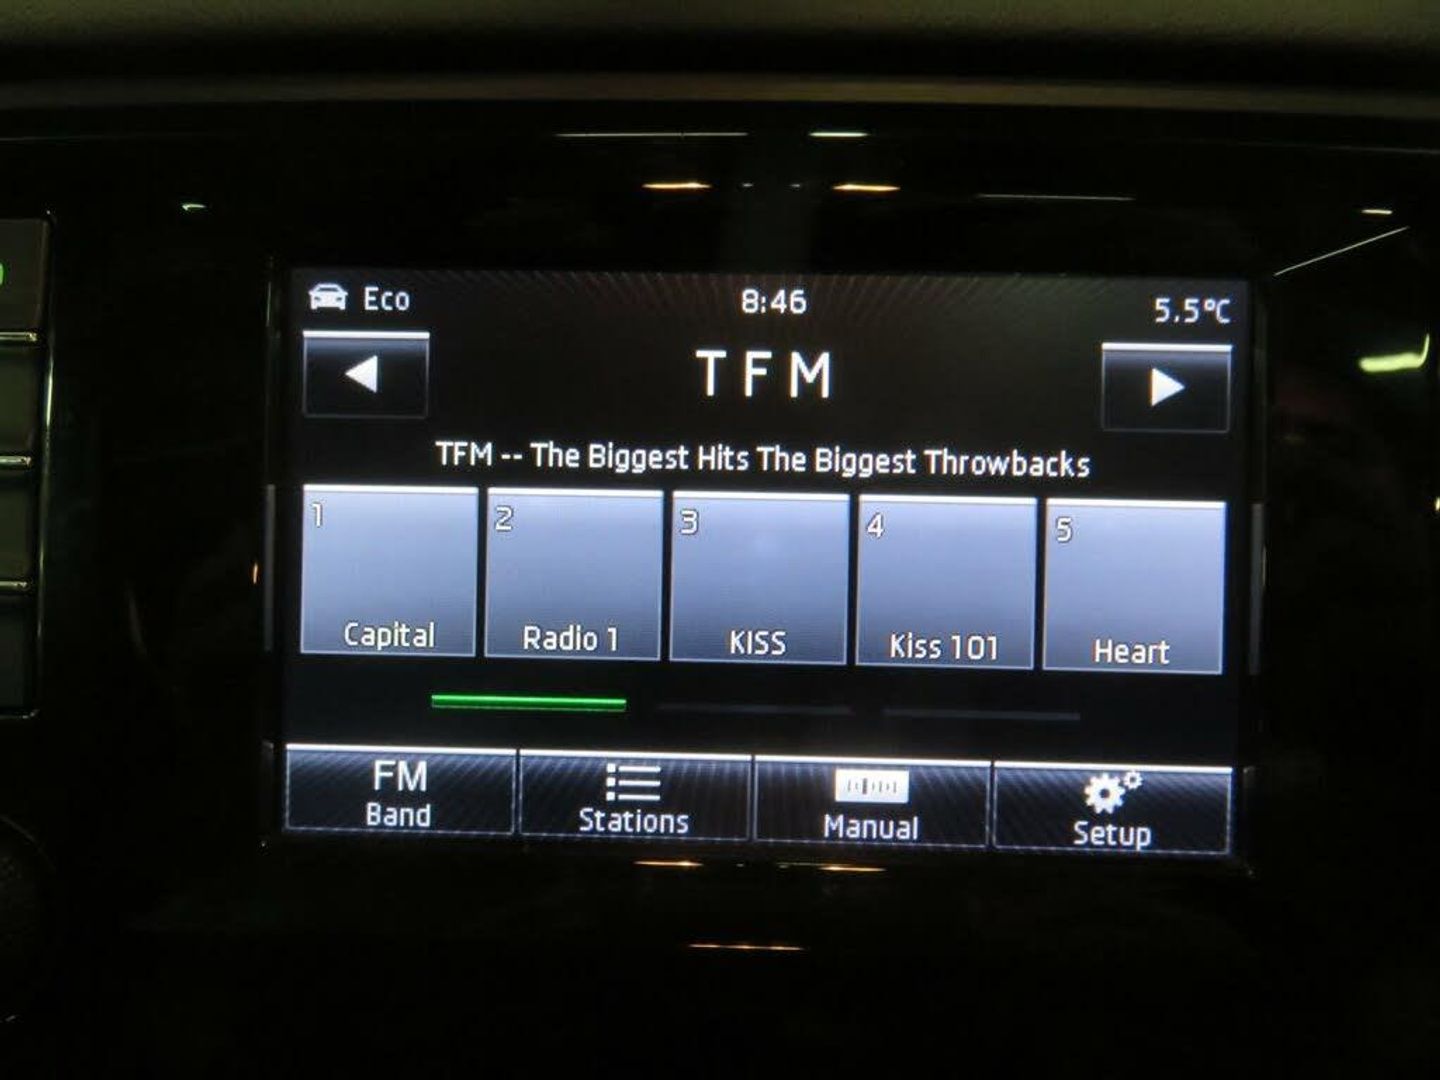 Eco 8:46 5.5°C
TFM
TFM -- The Biggest Hits The Biggest Throwbacks
1 2 3 4 5
Capital Radio 1 KISS Kiss 101 Heart
FM
Band Stations Manual Setup